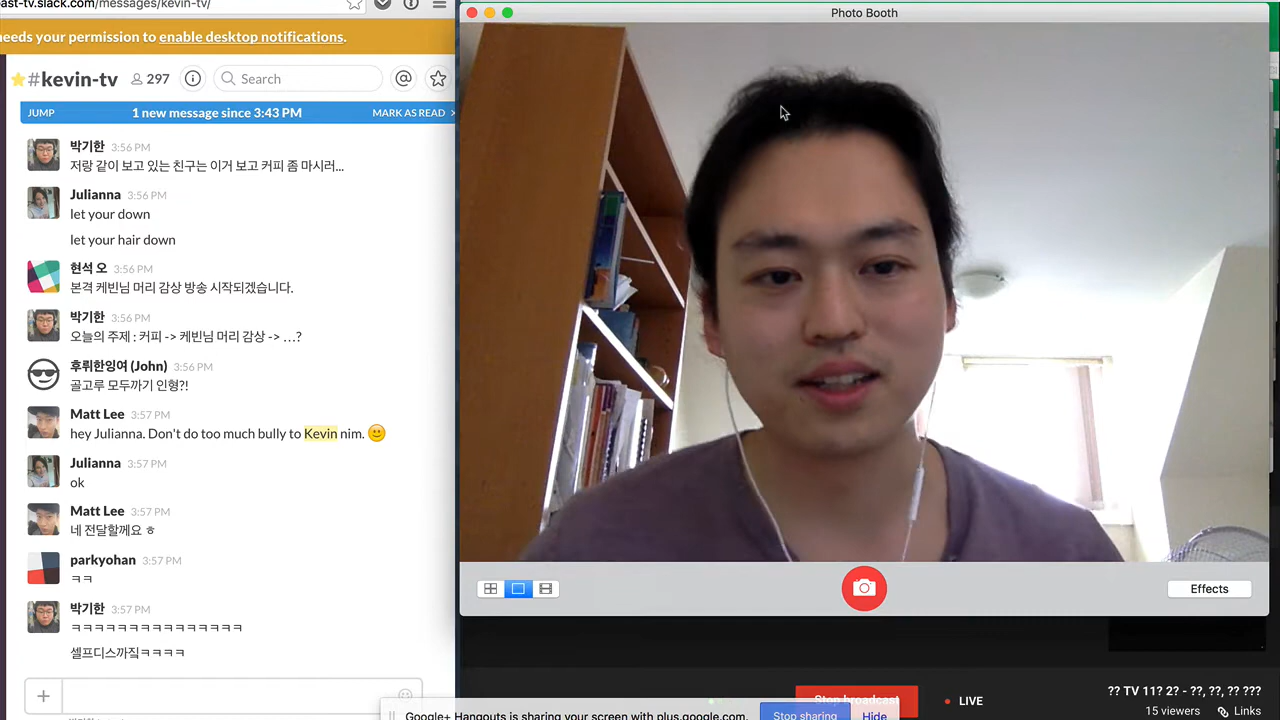 ast-tv.slack.com/messages/kevin-tv/
eeds your permission to enable desktop notifications.
#kevin-tv 297 Search
JUMP 1 new message since 3:43 PM MARK AS READ
박기한 3:56 PM
저랑 같이 보고 있는 친구는 이거 보고 커피 좀 마시러...
Julianna 3:56 PM
let your down
let your hair down
현석 오 3:56 PM
본격 케빈님 머리 감상 방송 시작되겠습니다.
박기한 3:56 PM
오늘의 주제 : 커피 -> 케빈님 머리 감상 -> …?
후뤼한잉여 (John) 3:56 PM
골고루 모두까기 인형?!
Matt Lee 3:57 PM
hey Julianna. Don't do too much bully to Kevin nim.
Julianna 3:57 PM
ok
Matt Lee 3:57 PM
네 전달할께요 ㅎ
parkyohan 3:57 PM
ㅋㅋ
박기한 3:57 PM
ㅋㅋㅋㅋㅋㅋㅋㅋㅋㅋㅋㅋㅋㅋㅋ
셀프디스까짘ㅋㅋㅋㅋ
Photo Booth
Effects
Stop broadcast
LIVE
?? TV 11? 2? - ??, ??, ?? ???
15 viewers Links
Google+ Hangouts is sharing your screen with plus.google.com.
Stop sharing
Hide